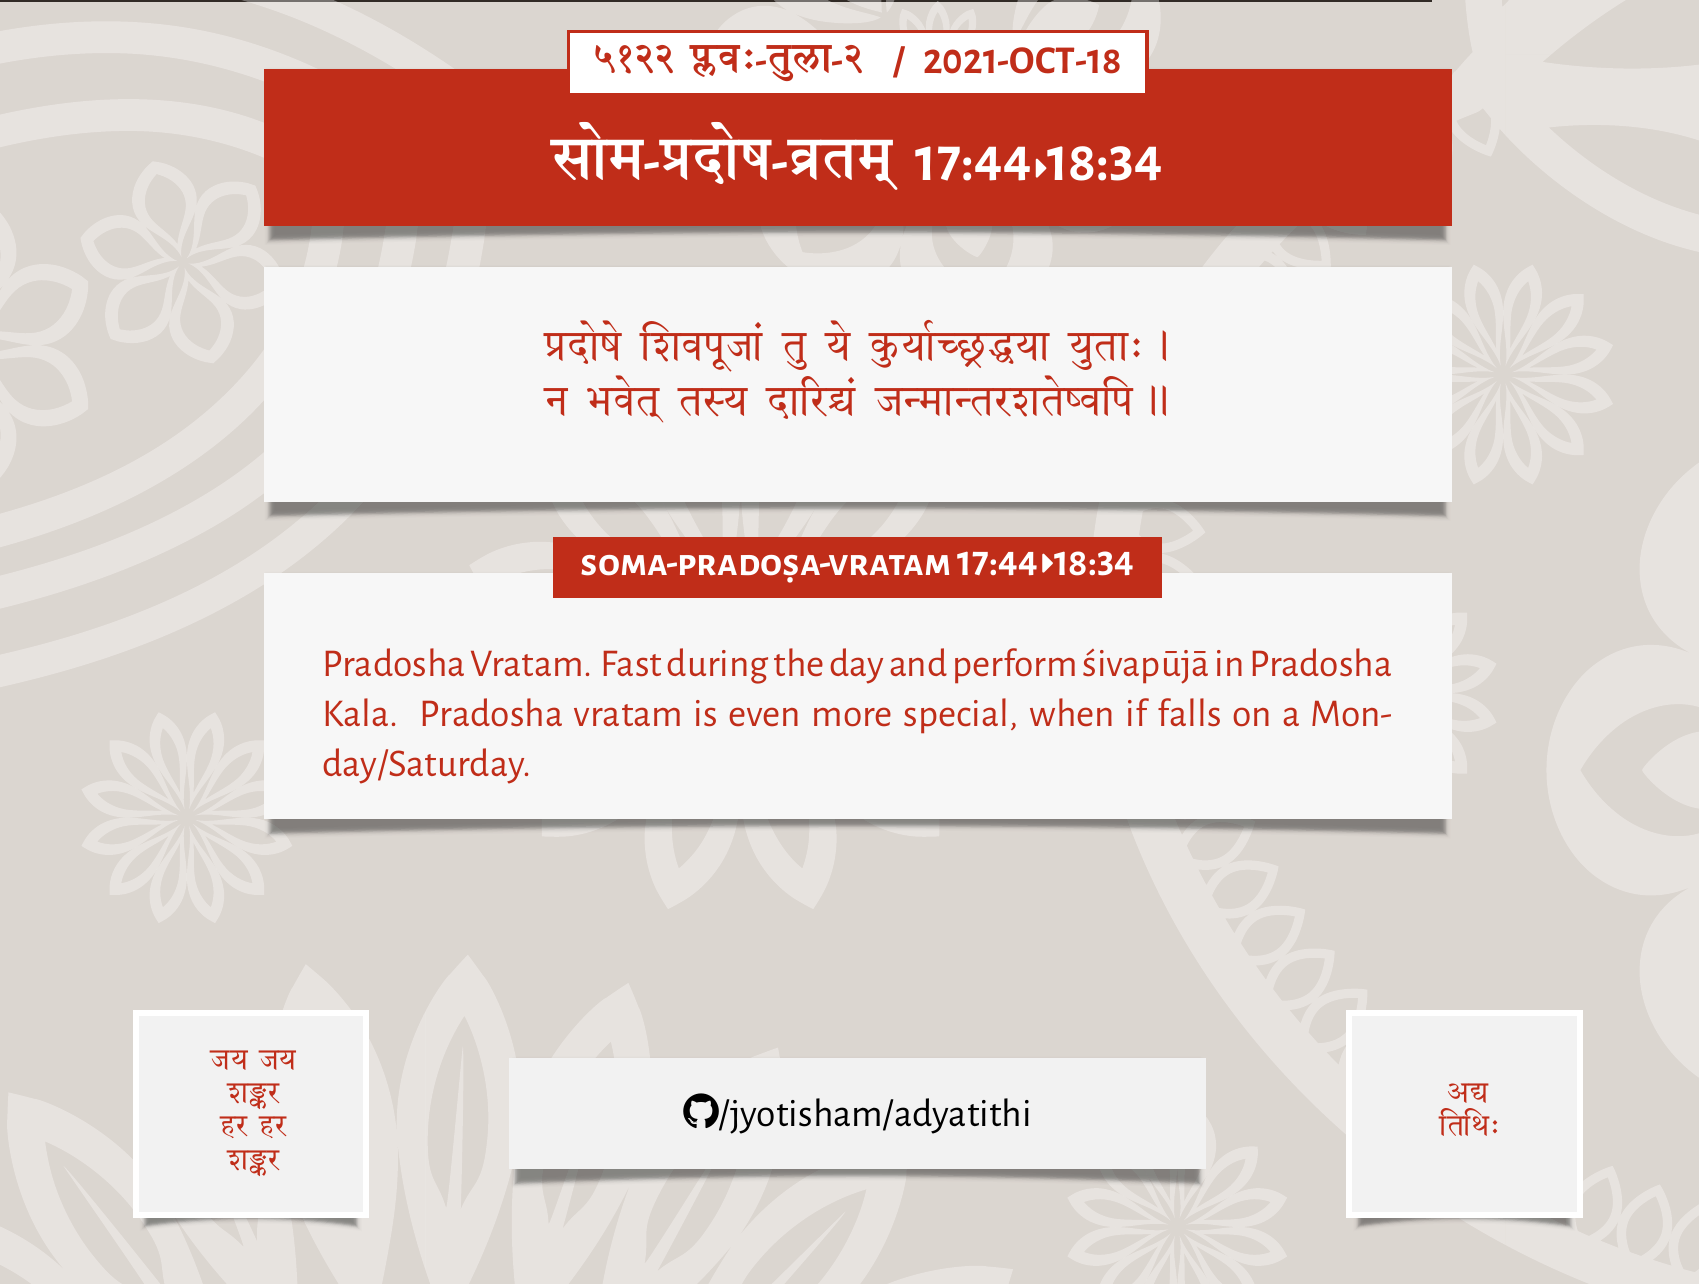 ५१२२ प्लवः-तुला-२ / 2021-OCT-18
सोम-प्रदोष-व्रतम् 17:44▸18:34
प्रदोषे शिवपूजां तु ये कुर्याच्छ्रद्धया युताः ।
न भवेत् तस्य दारिद्र्यं जन्मान्तरशतेष्वपि ॥
SOMA-PRADOṢA-VRATAM 17:44▸18:34
Pradosha Vratam. Fast during the day and perform śivapūjā in Pradosha
Kala. Pradosha vratam is even more special, when if falls on a Mon-
day/Saturday.
जय जय
शङ्कर
हर हर
शङ्कर
/jyotisham/adyatithi
अद्य
तिथिः